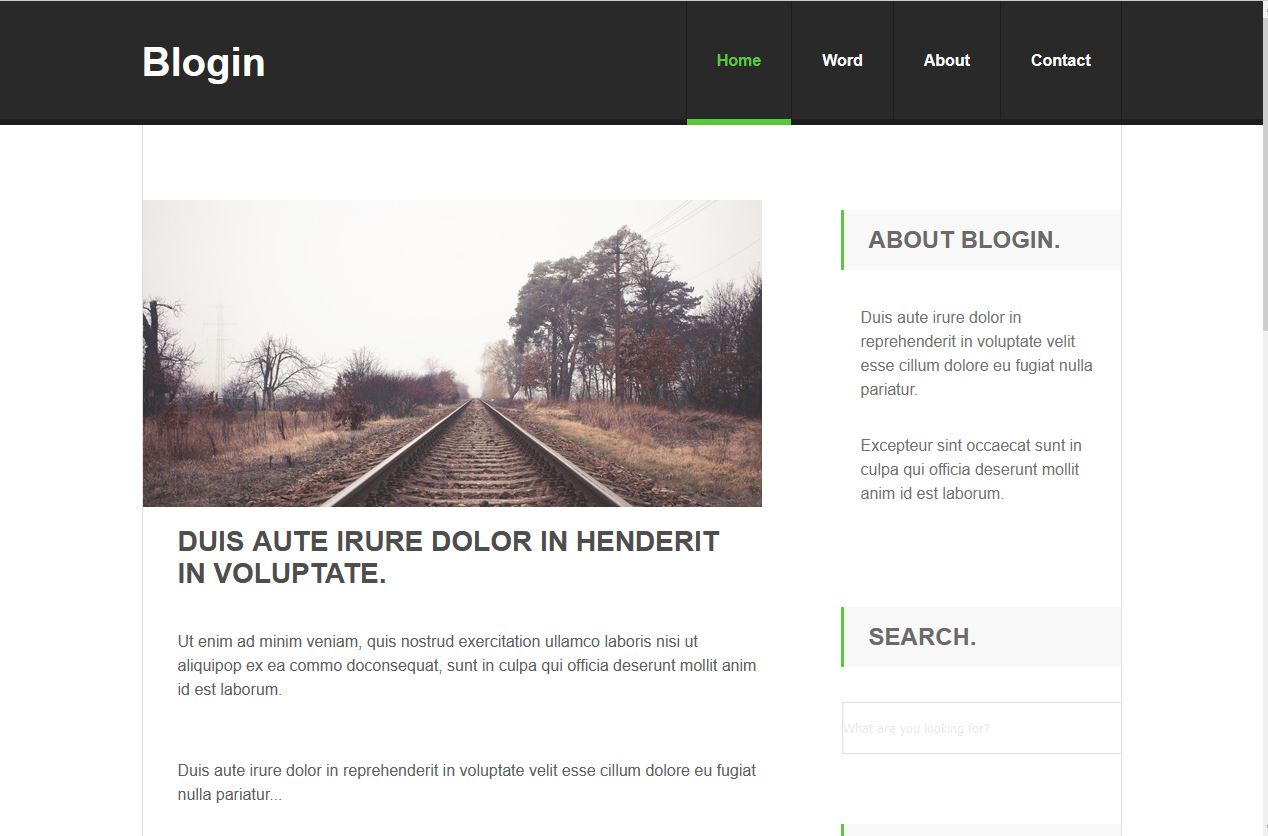 Blogin
Home
Word
About
Contact
DUIS AUTE IRURE DOLOR IN HENDERIT
IN VOLUPTATE.
Ut enim ad minim veniam, quis nostrud exercitation ullamco laboris nisi ut
aliquipop ex ea commo doconsequat, sunt in culpa qui officia deserunt mollit anim
id est laborum.
Duis aute irure dolor in reprehenderit in voluptate velit esse cillum dolore eu fugiat
nulla pariatur...
ABOUT BLOGIN.
Duis aute irure dolor in
reprehenderit in voluptate velit
esse cillum dolore eu fugiat nulla
pariatur.
Excepteur sint occaecat sunt in
culpa qui officia deserunt mollit
anim id est laborum.
SEARCH.
What are you looking for?